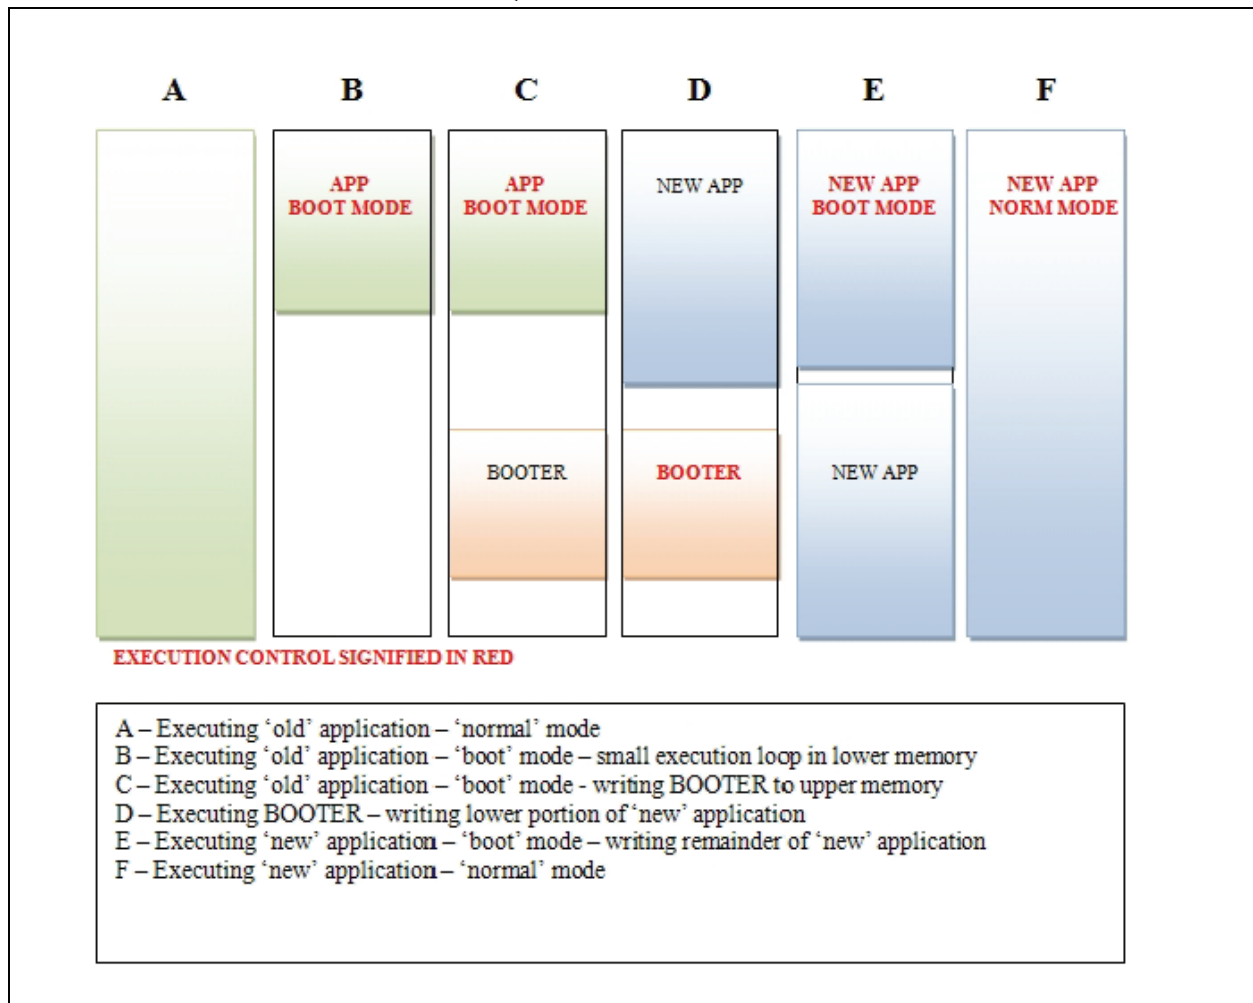 A B C D E F
APP
BOOT MODE
APP
BOOT MODE
NEW APP
NEW APP
BOOT MODE
NEW APP
NORM MODE
BOOTER
BOOTER
NEW APP
EXECUTION CONTROL SIGNIFIED IN RED
A – Executing ‘old’ application – ‘normal’ mode
B – Executing ‘old’ application – ‘boot’ mode – small execution loop in lower memory
C – Executing ‘old’ application – ‘boot’ mode - writing BOOTER to upper memory
D – Executing BOOTER – writing lower portion of ‘new’ application
E – Executing ‘new’ application – ‘boot’ mode – writing remainder of ‘new’ application
F – Executing ‘new’ application – ‘normal’ mode